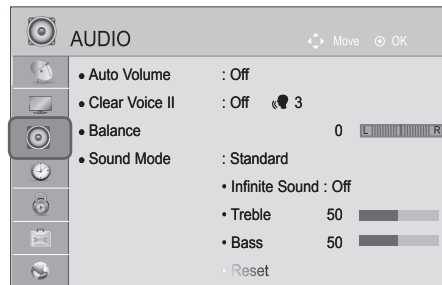 AUDIO Move OK
• Auto Volume : Off
• Clear Voice II : Off 3
• Balance 0 L R
• Sound Mode : Standard
• Infinite Sound : Off
• Treble 50
• Bass 50
• Reset